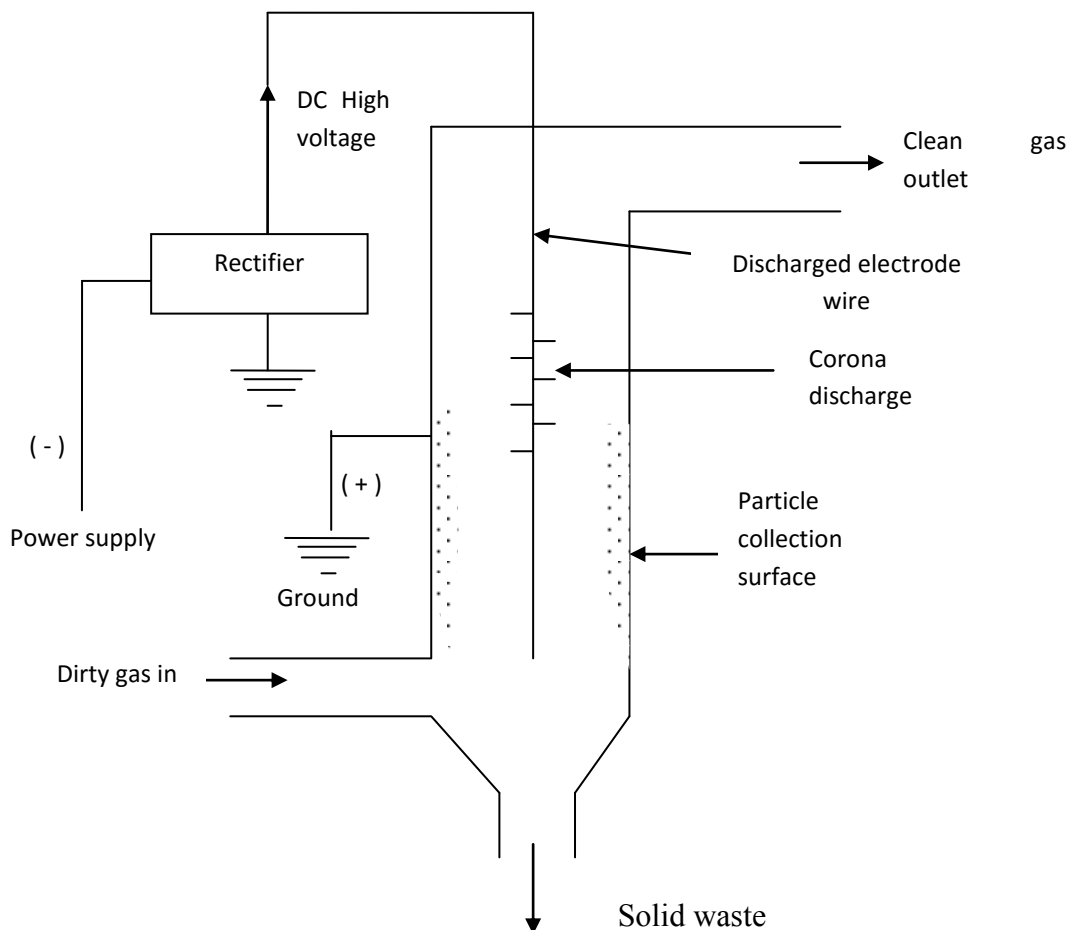 DC High
voltage
Clean gas
outlet
Rectifier
Discharged electrode
wire
Corona
discharge
( - )
( + )
Particle
collection
surface
Power supply
Ground
Dirty gas in
Solid waste